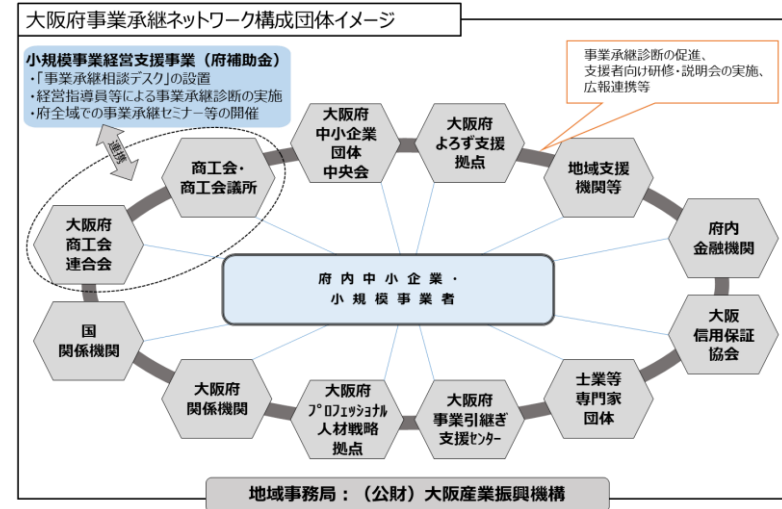 大阪府事業承継ネットワーク構成団体イメージ
小規模事業経営支援事業（府補助金）
・「事業承継相談デスク」の設置
・経営指導員等による事業承継診断の実施
・府全域での事業承継セミナー等の開催
事業承継診断の促進、
支援者向け研修・説明会の実施、
広報連携等
連携
大阪府
中小企業
団体
中央会
大阪府
よろず支援
拠点
商工会・
商工会議所
地域支援
機関等
大阪府
商工会
連合会
府内
金融機関
府内中小企業・
小規模事業者
国
関係機関
大阪
信用保証
協会
大阪府
関係機関
大阪府
ﾌﾟﾛﾌｪｯｼｮﾅﾙ
人材戦略
拠点
大阪府
事業引継ぎ
支援ｾﾝﾀｰ
士業等
専門家
団体
地域事務局：（公財）大阪産業振興機構